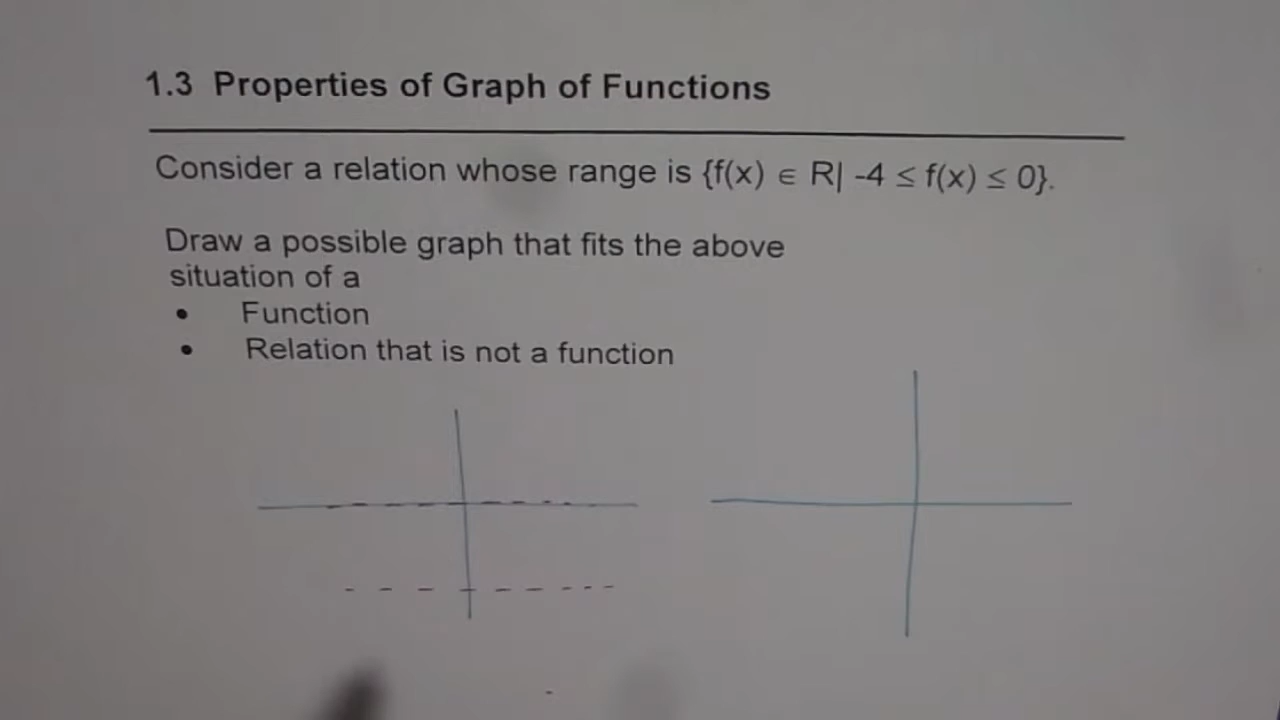 1.3 Properties of Graph of Functions
Consider a relation whose range is {f(x) ∈ R| -4 ≤ f(x) ≤ 0}.
Draw a possible graph that fits the above
situation of a
• Function
• Relation that is not a function